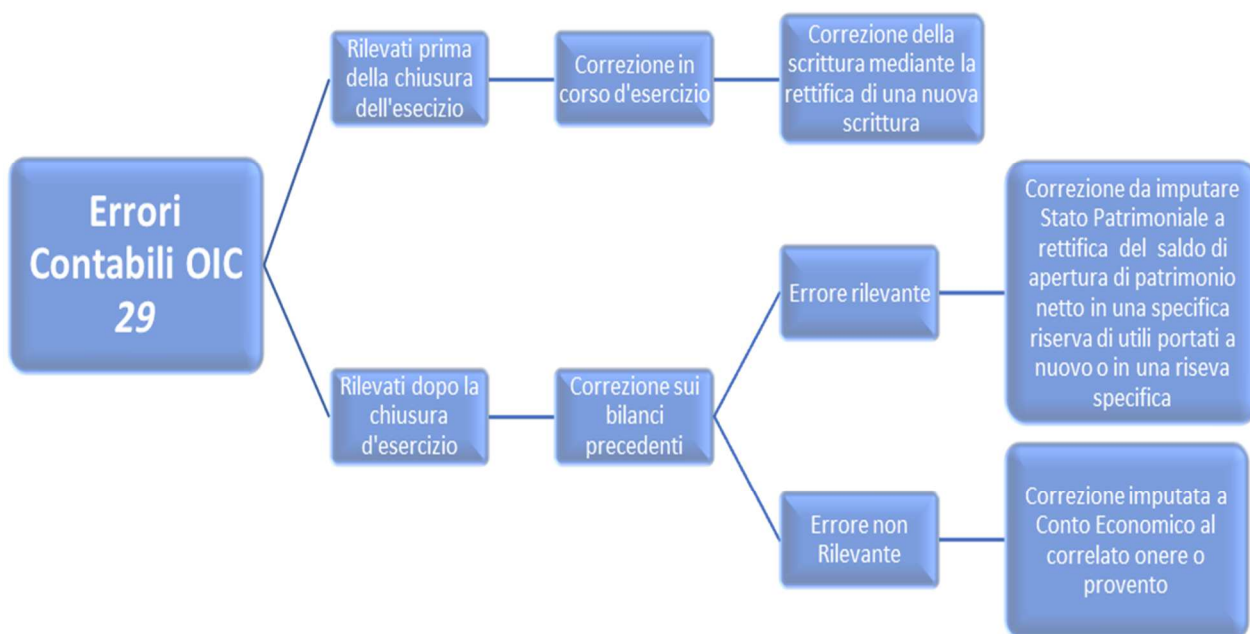 Errori
Contabili OIC
29
Rilevati prima
della chiusura
dell'esecizio
Correzione in
corso d'esercizio
Correzione della
scrittura mediante la
rettifica di una nuova
scrittura
Rilevati dopo la
chiusura
d'esercizio
Correzione sui
bilanci
precedenti
Errore rilevante
Correzione da imputare
Stato Patrimoniale a
rettifica del saldo di
apertura di patrimonio
netto in una specifica
riserva di utili portati a
nuovo o in una riseva
specifica
Errore non
Rilevante
Correzione imputata a
Conto Economico al
correlato onere o
provento